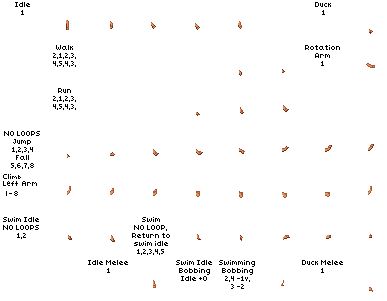 Idle
1
Duck
1
Walk
2,1,2,3,
4,5,4,3,
Rotation
Arm
1
Run
2,1,2,3,
4,5,4,3,
NO LOOPS
Jump
1,2,3,4
Fall
5,6,7,8
Climb
Left Arm
1-8
Swim Idle
NO LOOPS
1,2
Swim
NO LOOP,
Return to
swim idle
1,2,3,4,5
Idle Melee
1
Swim Idle
Bobbing
Idle +0
Swimming
Bobbing
2,4 -1v,
3 -2
Duck Melee
1